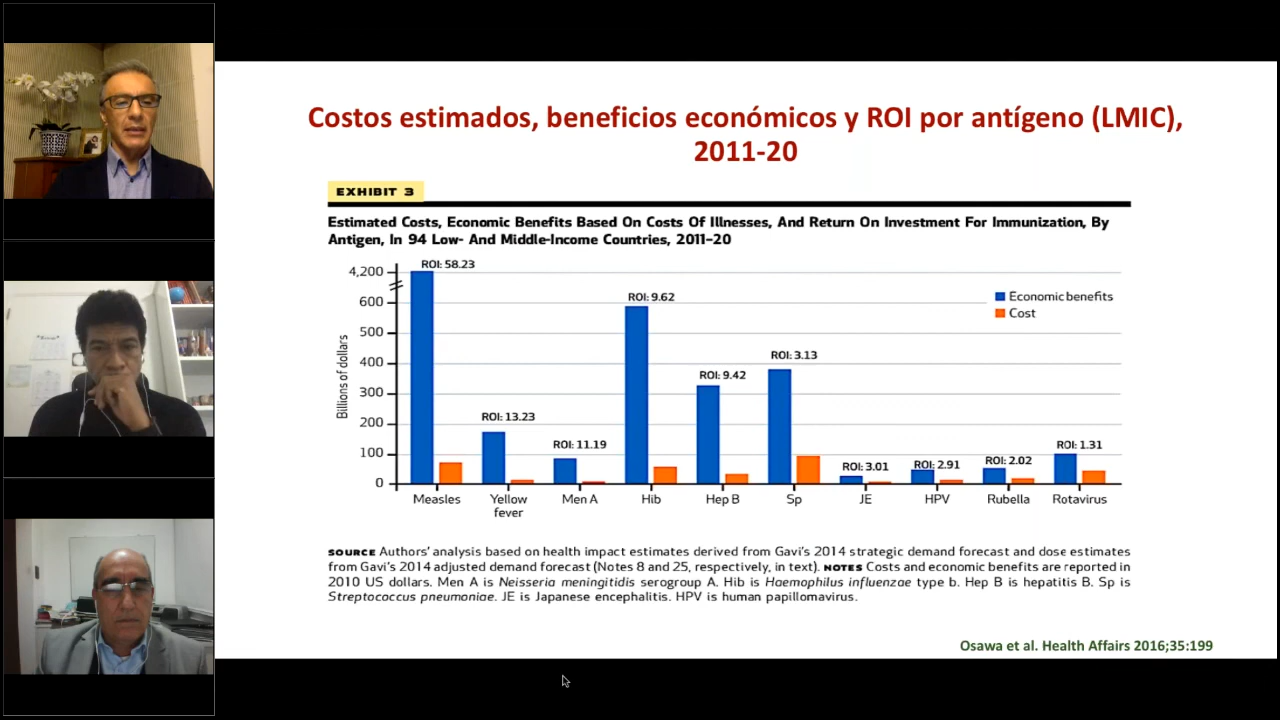 Costos estimados, beneficios económicos y ROI por antígeno (LMIC),
2011-20
EXHIBIT 3
Estimated Costs, Economic Benefits Based On Costs Of Illnesses, And Return On Investment For Immunization, By
Antigen, In 94 Low- And Middle-Income Countries, 2011–20
Billions of dollars
4,200
600
500
400
300
200
100
0
ROI: 58.23
ROI: 13.23
ROI: 11.19
ROI: 9.62
ROI: 9.42
ROI: 3.13
ROI: 3.01
ROI: 2.91
ROI: 2.02
ROI: 1.31
Economic benefits
Cost
Measles
Yellow
fever
Men A
Hib
Hep B
Sp
JE
HPV
Rubella
Rotavirus
SOURCE Authors’ analysis based on health impact estimates derived from Gavi’s 2014 strategic demand forecast and dose estimates
from Gavi’s 2014 adjusted demand forecast (Notes 8 and 25, respectively, in text). NOTES Costs and economic benefits are reported in
2010 US dollars. Men A is Neisseria meningitidis serogroup A. Hib is Haemophilus influenzae type b. Hep B is hepatitis B. Sp is
Streptococcus pneumoniae. JE is Japanese encephalitis. HPV is human papillomavirus.
Osawa et al. Health Affairs 2016;35:199